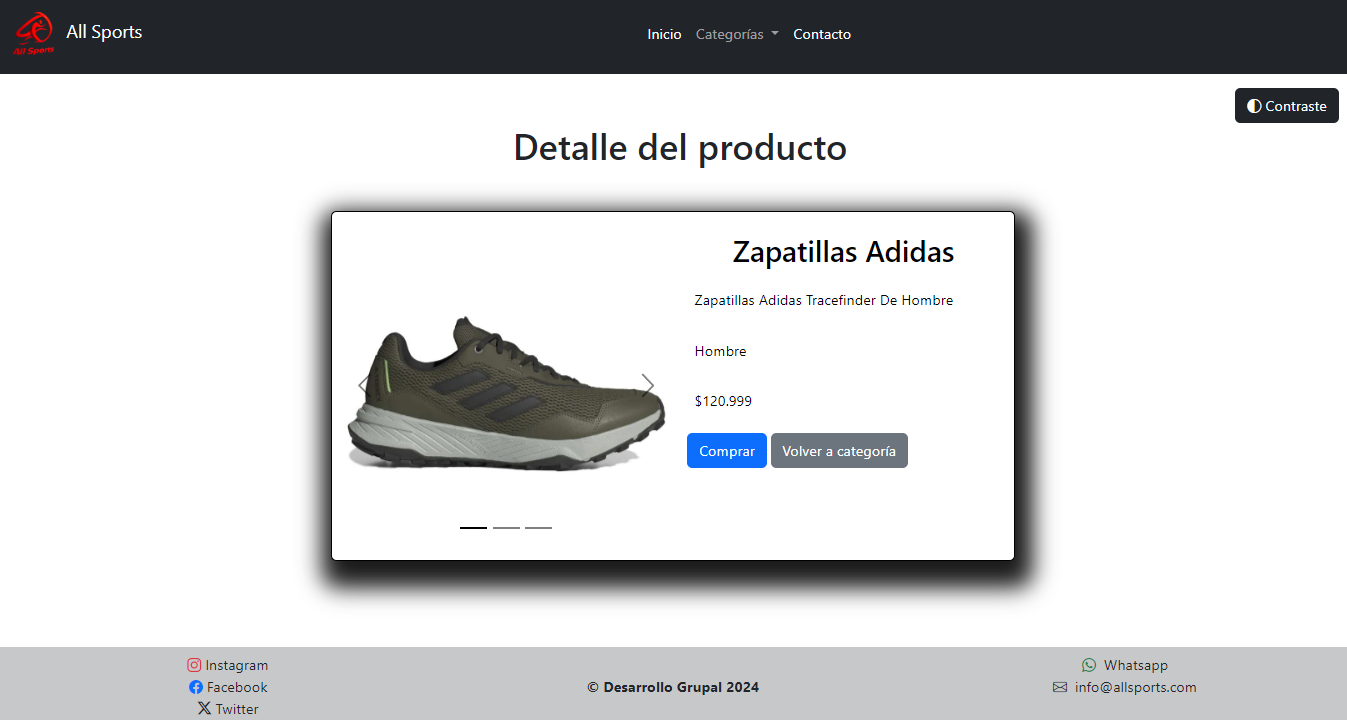 All Sports
All Sports
Inicio
Categorías
Contacto
Contraste
Detalle del producto
Zapatillas Adidas
Zapatillas Adidas Tracefinder De Hombre
Hombre
$120.999
Comprar
Volver a categoría
Instagram
Facebook
Twitter
© Desarrollo Grupal 2024
Whatsapp
info@allsports.com